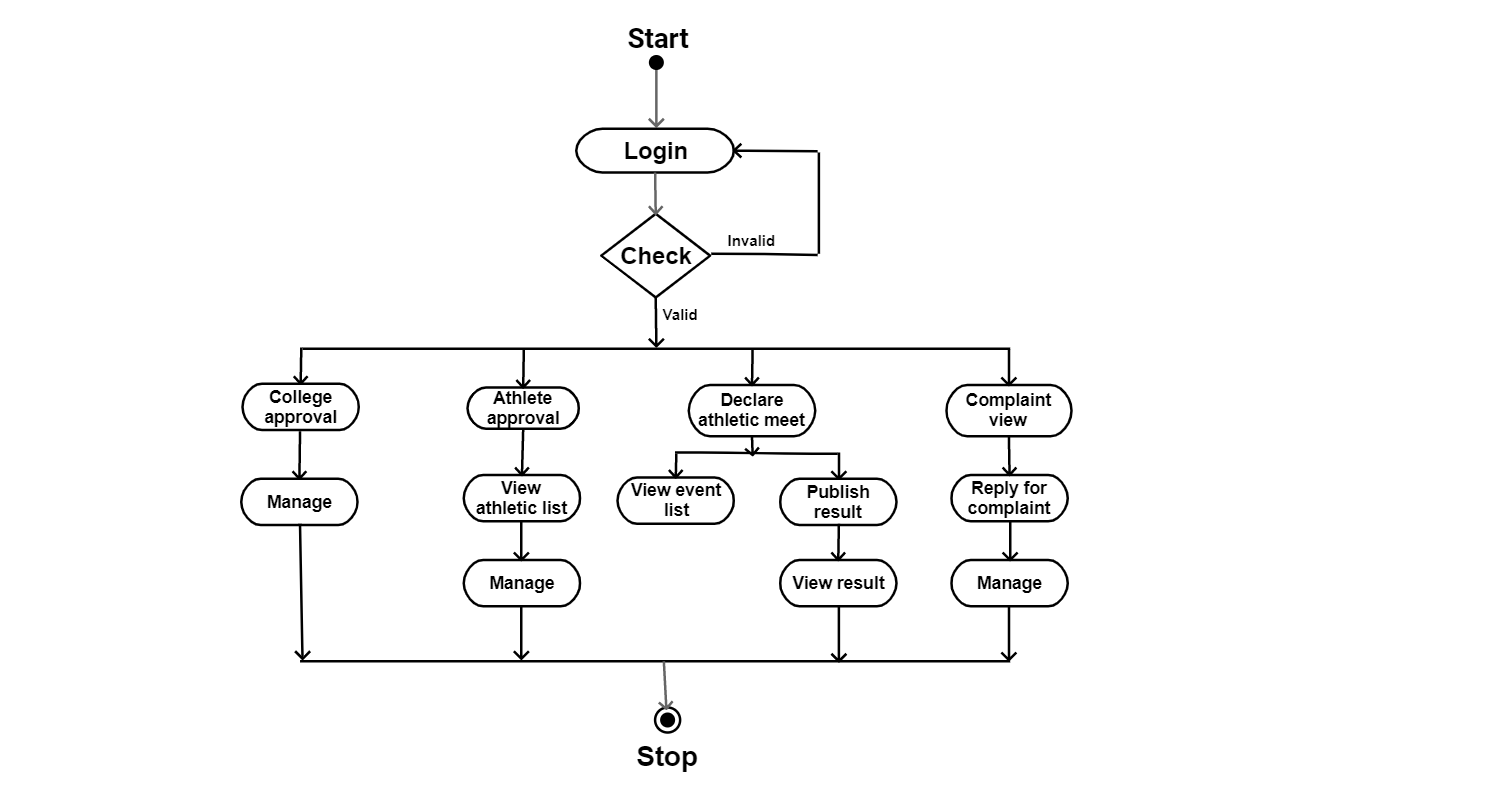 Start
Login
Check
Invalid
Valid
College
approval
Athlete
approval
Declare
athletic meet
Complaint
view
Manage
View
athletic list
View event
list
Publish
result
Reply for
complaint
Manage
View result
Manage
Stop